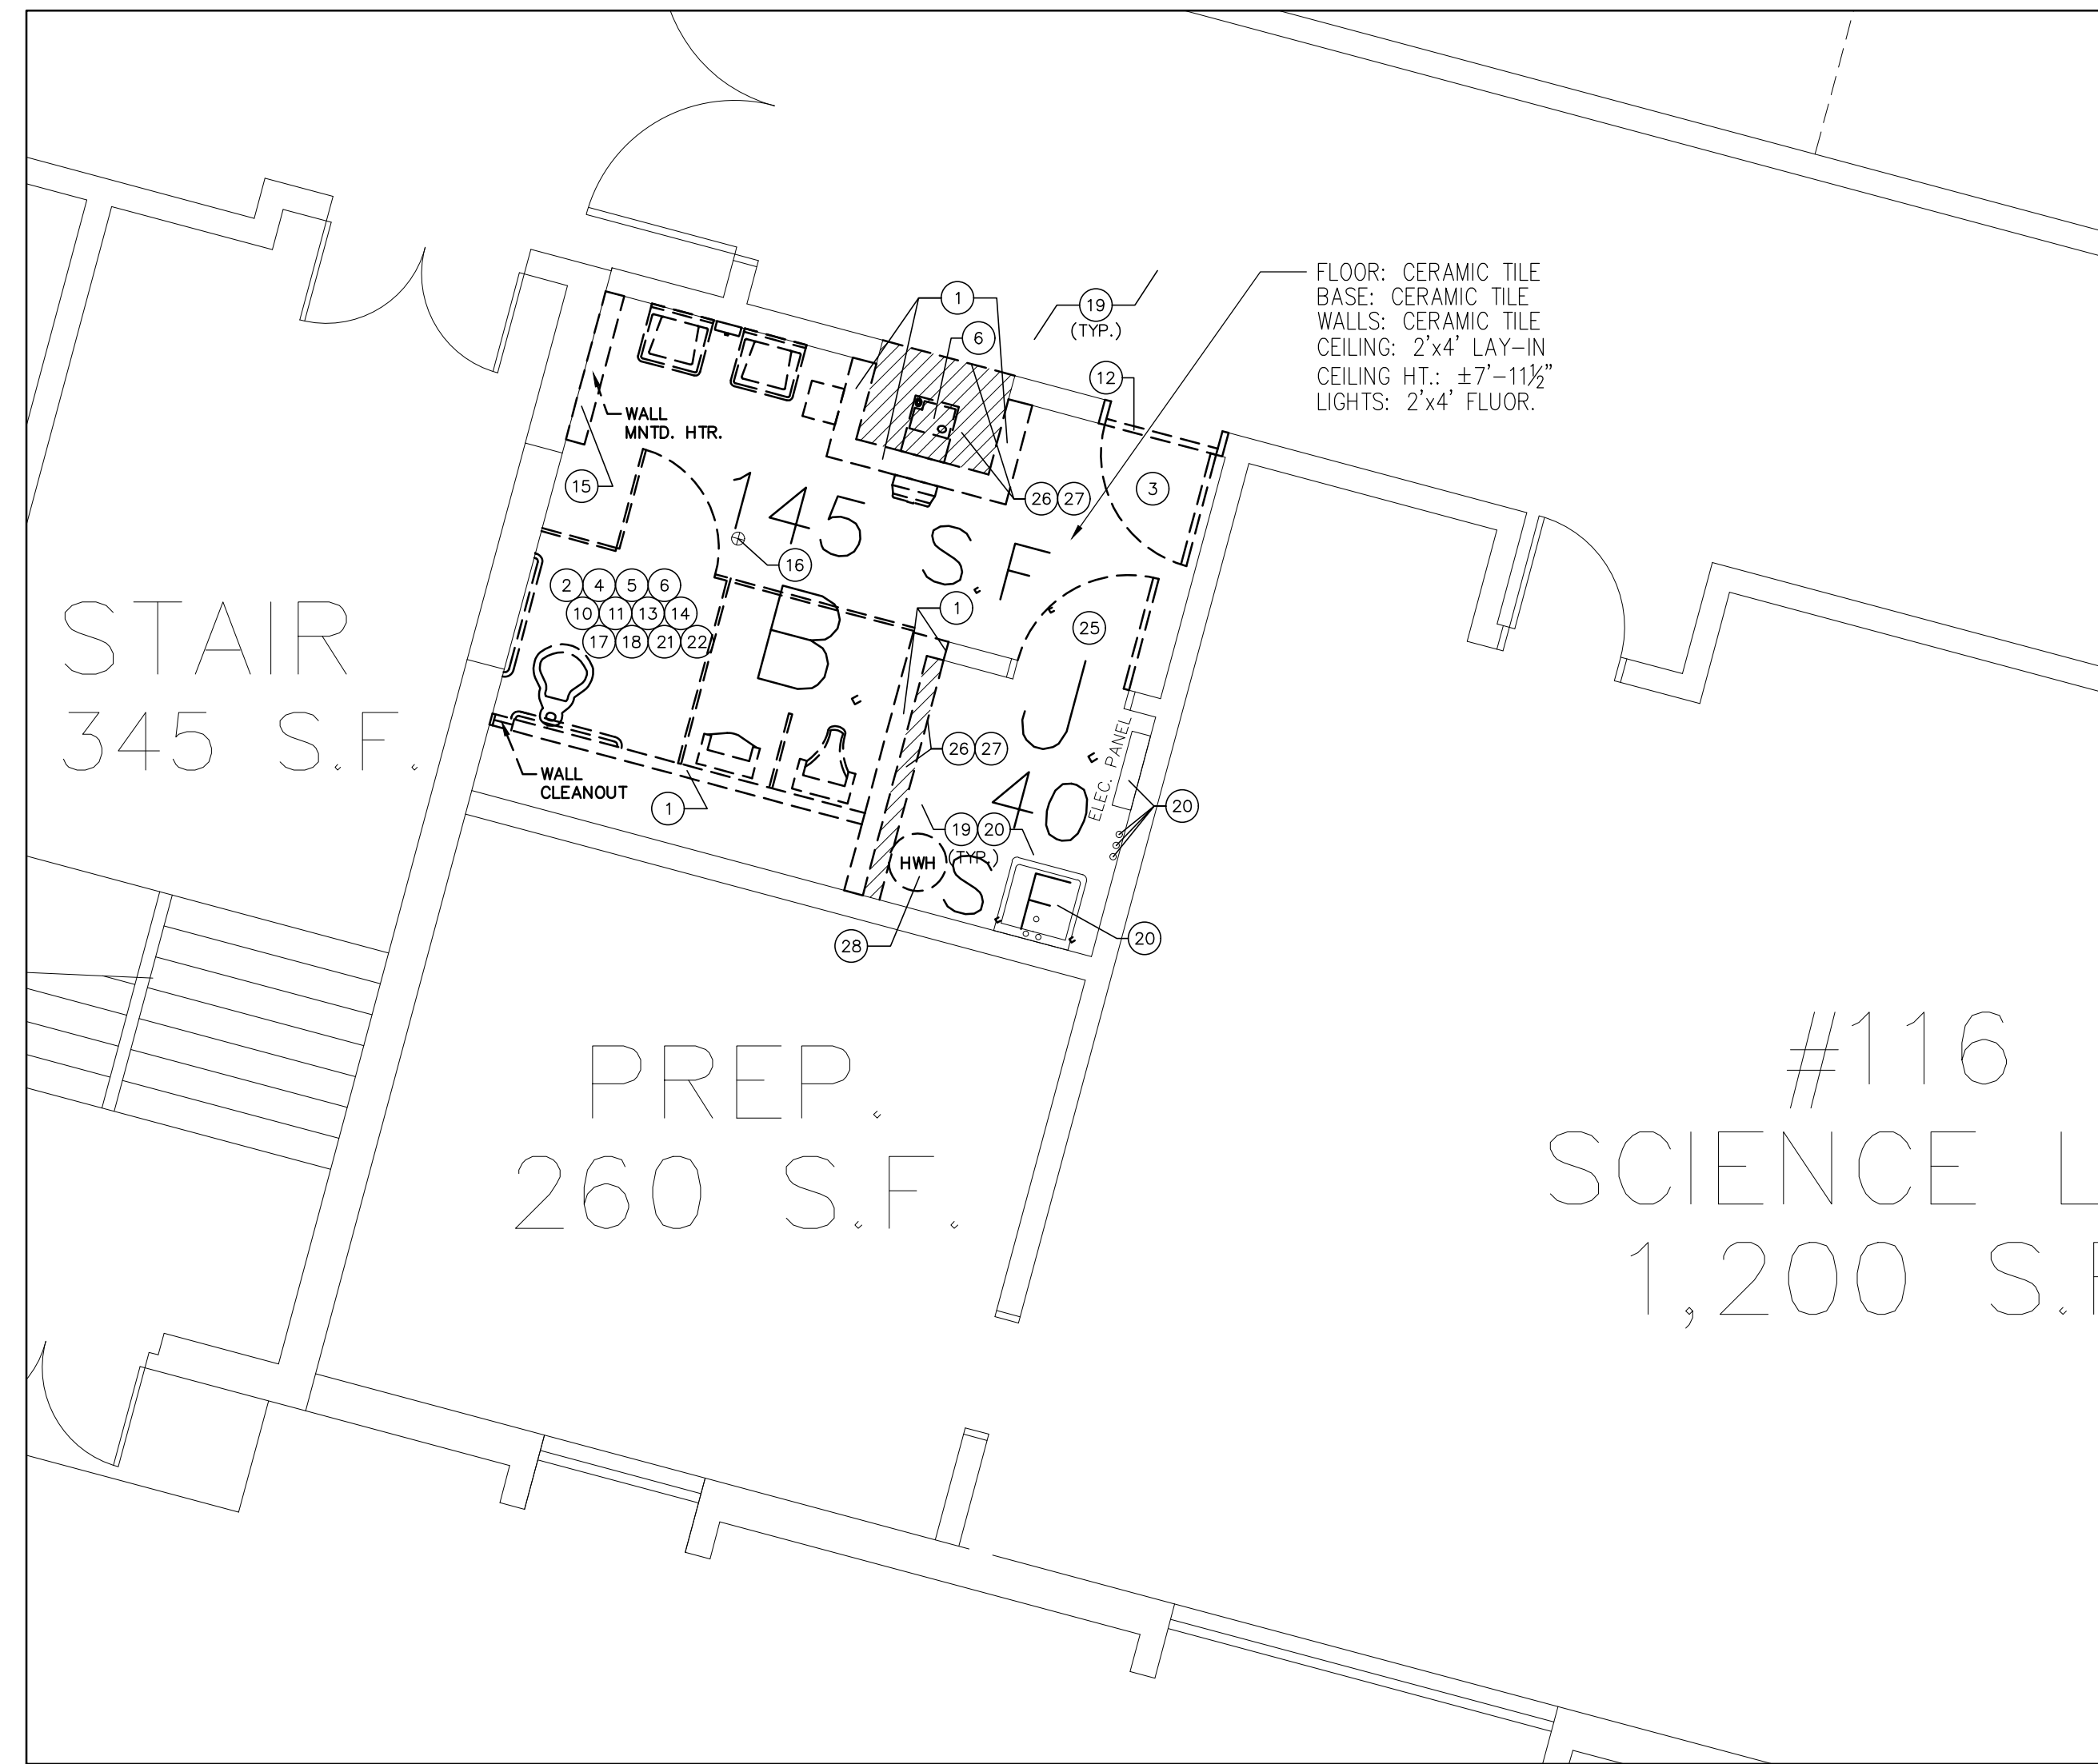 FLOOR: CERAMIC TILE
BASE: CERAMIC TILE
WALLS: CERAMIC TILE
CEILING: 2'x4' LAY-IN
CEILING HT.: ±7'-11½"
LIGHTS: 2'x4' FLUOR.
1
19
(TYP.)
6
12
WALL
MNTD. HTR.
15
3
26 27
145 S.F.
16
2 4 5 6
10 11 13 14
17 18 21 22
B.
1
25
J.
STAIR
345 S.F.
ELEC. PANEL
26 27
WALL
CLEANOUT
1
40 S.F.
20
19 20
(TYP.)
HWH
28
20
PREP.
260 S.F.
#116
SCIENCE L
1,200 S.F